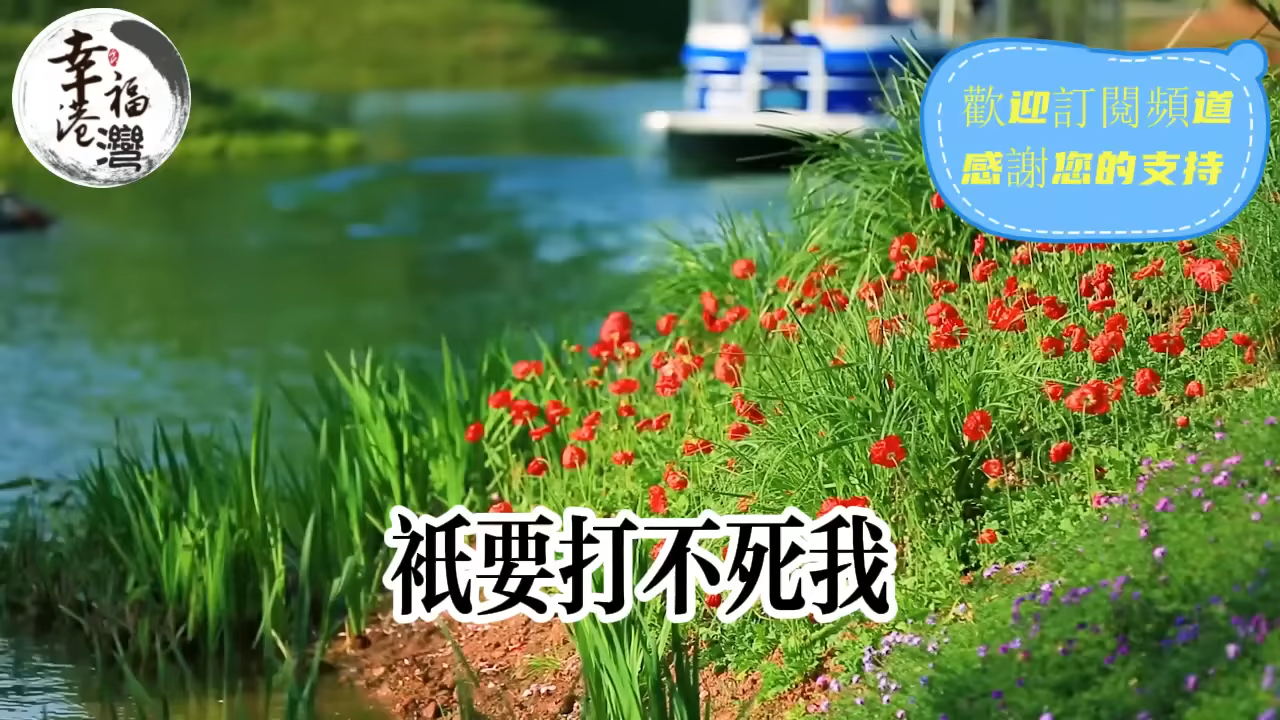 幸福
港灣
歡迎訂閱頻道
感謝您的支持
衹要打不死我